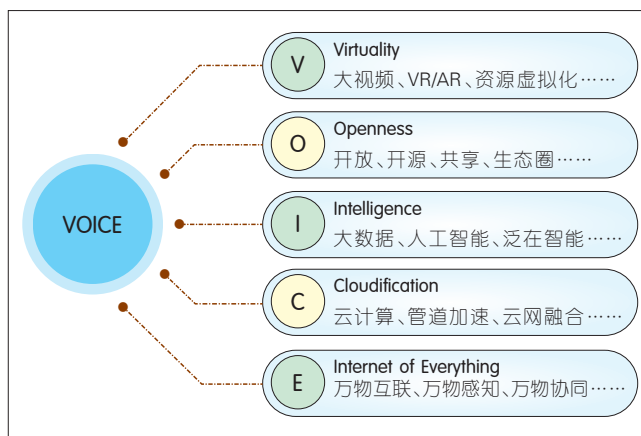 VOICE
V
Virtuality
大视频、VR/AR、资源虚拟化……
O
Openness
开放、开源、共享、生态圈……
I
Intelligence
大数据、人工智能、泛在智能……
C
Cloudification
云计算、管道加速、云网融合……
E
Internet of Everything
万物互联、万物感知、万物协同……